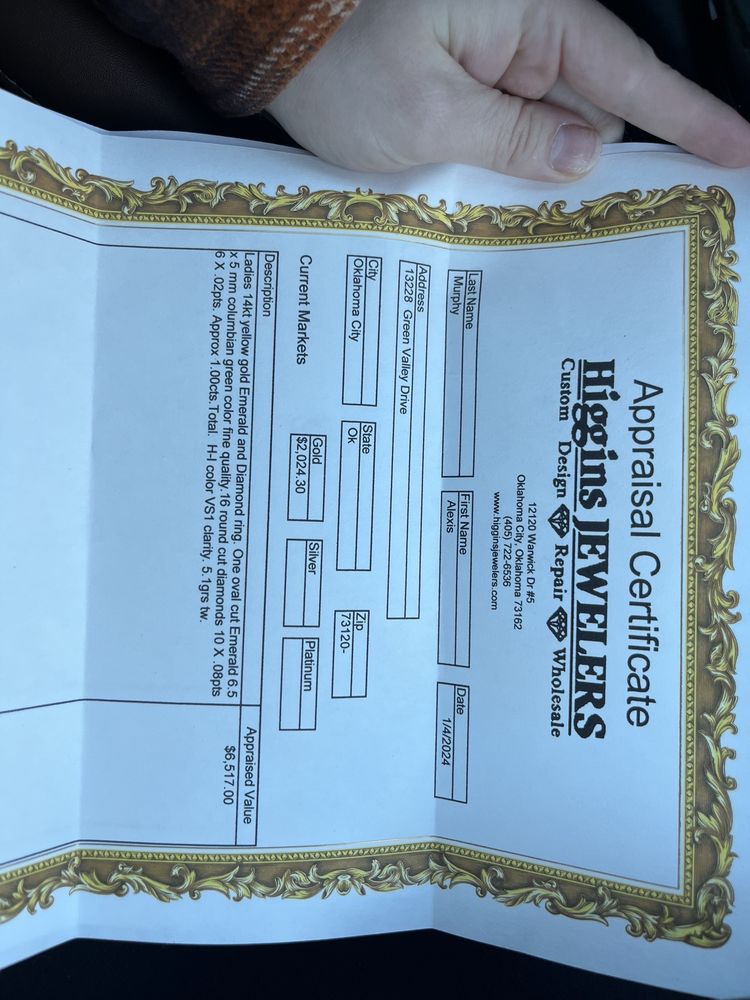 Appraisal Certificate
Higgins JEWELERS
Custom Design Repair Wholesale
12120 Warwick Dr #5
Oklahoma City, Oklahoma 73162
(405) 722-6536
www.higginsjewelers.com
Last Name First Name Date
Murphy Alexis 1/4/2024
Address
13228 Green Valley Drive
City State Zip
Oklahoma City Ok 73120-
Current Markets Gold Silver Platinum
$2,024.30
Description Appraised Value
Ladies 14kt yellow gold Emerald and Diamond ring. One oval cut Emerald 6.5 $6,517.00
x 5 mm columbian green color fine quality.16 round cut diamonds 10 X .08pts
6 X .02pts. Approx 1.00cts.Total. H-I color VS1 clarity. 5.1grs tw.